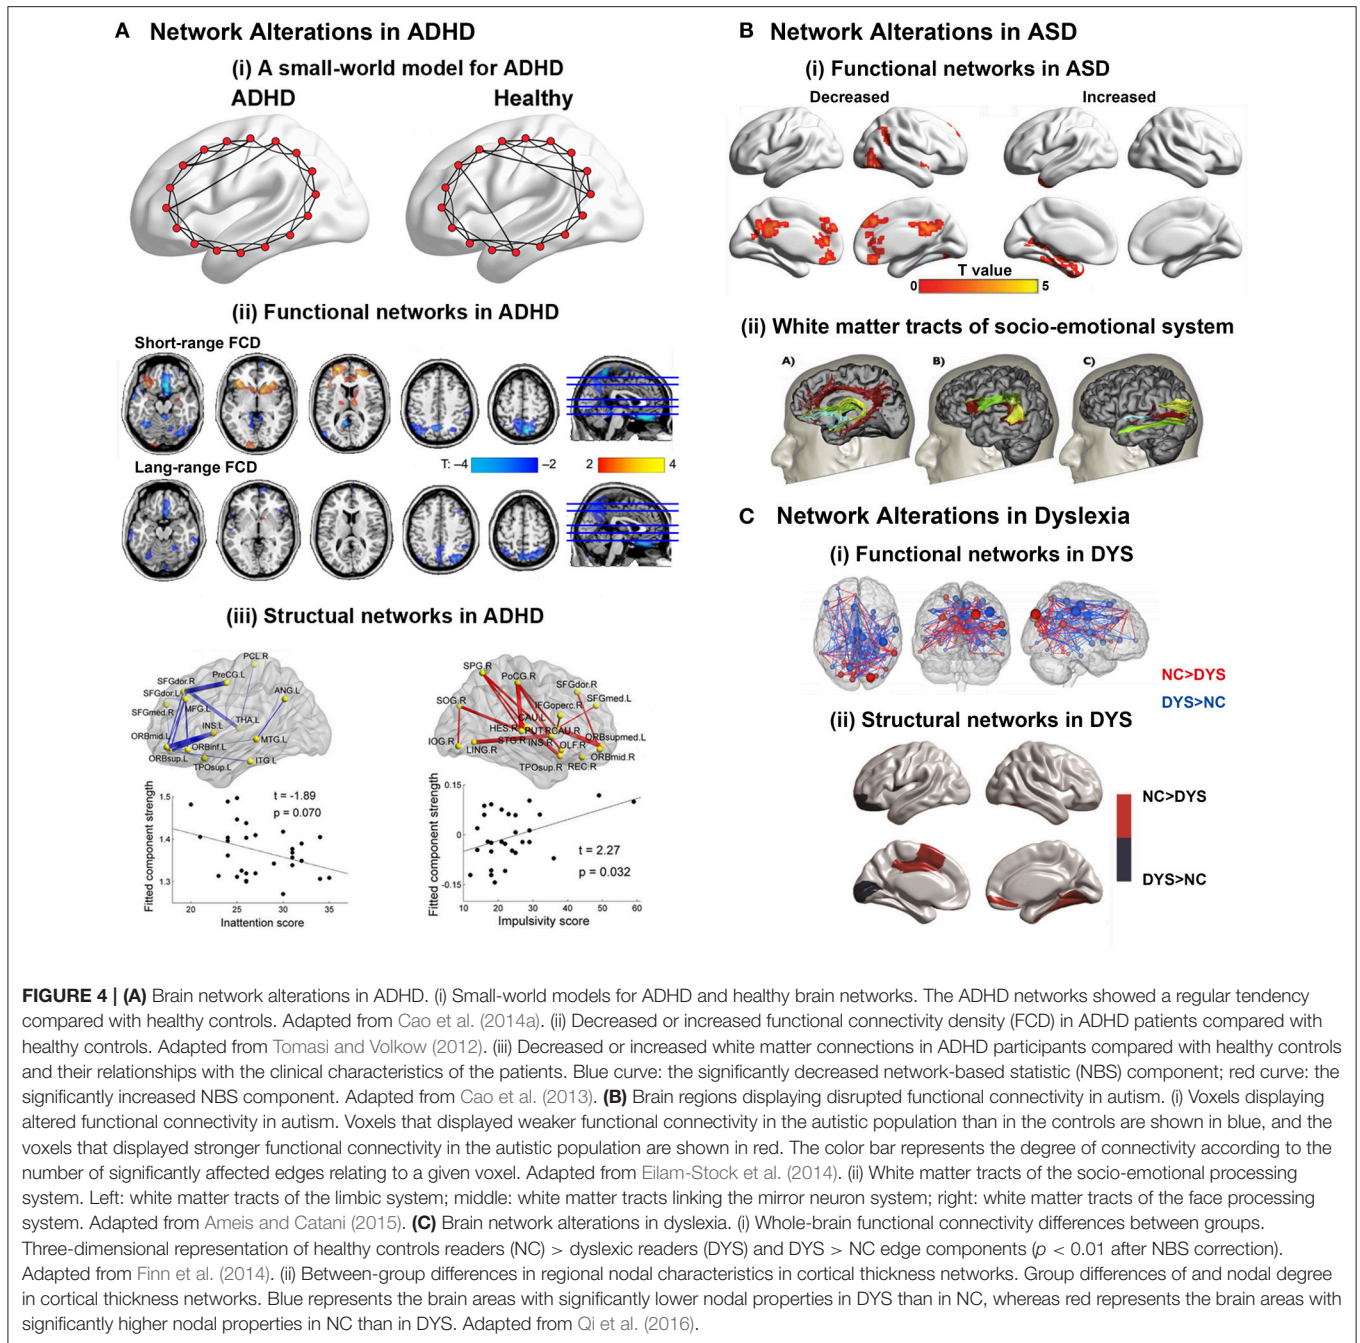 A Network Alterations in ADHD
(i) A small-world model for ADHD
ADHD
Healthy
(ii) Functional networks in ADHD
Short-range FCD
T: –4
–2
2
4
Lang-range FCD
(iii) Structual networks in ADHD
PCL.R
SFGdor.R
PreCG.L
SFGdor.L
ANG.L
SFGmed.R
MFG.L
INS.L
THA.L
ORBmid.L
ORBinf.L
MTG.L
ORBsup.L
TPOsup.L
ITG.L
SPG.R
PoCG.R
SFGdor.R
SOG.R
IFGoperc.R
SFGmed.L
CAU.L
HES.R
PUT.R
CAU.R
ORBsupmed.L
IOG.R
STG.R
INS.R
LING.R
OLF.R
ORBmid.R
TPOsup.R
REC.R
Fitted component strength
1.5
1.4
1.3
t = -1.89
p = 0.070
20
25
30
35
Inattention score
Fitted component strength
0.15
0
-0.15
t = 2.27
p = 0.032
10
20
30
40
50
60
Impulsivity score
B Network Alterations in ASD
(i) Functional networks in ASD
Decreased
Increased
T value
0
5
(ii) White matter tracts of socio-emotional system
A)
B)
C)
C Network Alterations in Dyslexia
(i) Functional networks in DYS
NC>DYS
DYS>NC
(ii) Structural networks in DYS
NC>DYS
DYS>NC
FIGURE 4 | (A) Brain network alterations in ADHD. (i) Small-world models for ADHD and healthy brain networks. The ADHD networks showed a regular tendency
compared with healthy controls. Adapted from Cao et al. (2014a). (ii) Decreased or increased functional connectivity density (FCD) in ADHD patients compared with
healthy controls. Adapted from Tomasi and Volkow (2012). (iii) Decreased or increased white matter connections in ADHD participants compared with healthy controls
and their relationships with the clinical characteristics of the patients. Blue curve: the significantly decreased network-based statistic (NBS) component; red curve: the
significantly increased NBS component. Adapted from Cao et al. (2013). (B) Brain regions displaying disrupted functional connectivity in autism. (i) Voxels displaying
altered functional connectivity in autism. Voxels that displayed weaker functional connectivity in the autistic population than in the controls are shown in blue, and the
voxels that displayed stronger functional connectivity in the autistic population are shown in red. The color bar represents the degree of connectivity according to the
number of significantly affected edges relating to a given voxel. Adapted from Eilam-Stock et al. (2014). (ii) White matter tracts of the socio-emotional processing
system. Left: white matter tracts of the limbic system; middle: white matter tracts linking the mirror neuron system; right: white matter tracts of the face processing
system. Adapted from Ameis and Catani (2015). (C) Brain network alterations in dyslexia. (i) Whole-brain functional connectivity differences between groups.
Three-dimensional representation of healthy controls readers (NC) > dyslexic readers (DYS) and DYS > NC edge components (p < 0.01 after NBS correction).
Adapted from Finn et al. (2014). (ii) Between-group differences in regional nodal characteristics in cortical thickness networks. Group differences of and nodal degree
in cortical thickness networks. Blue represents the brain areas with significantly lower nodal properties in DYS than in NC, whereas red represents the brain areas with
significantly higher nodal properties in NC than in DYS. Adapted from Qi et al. (2016).